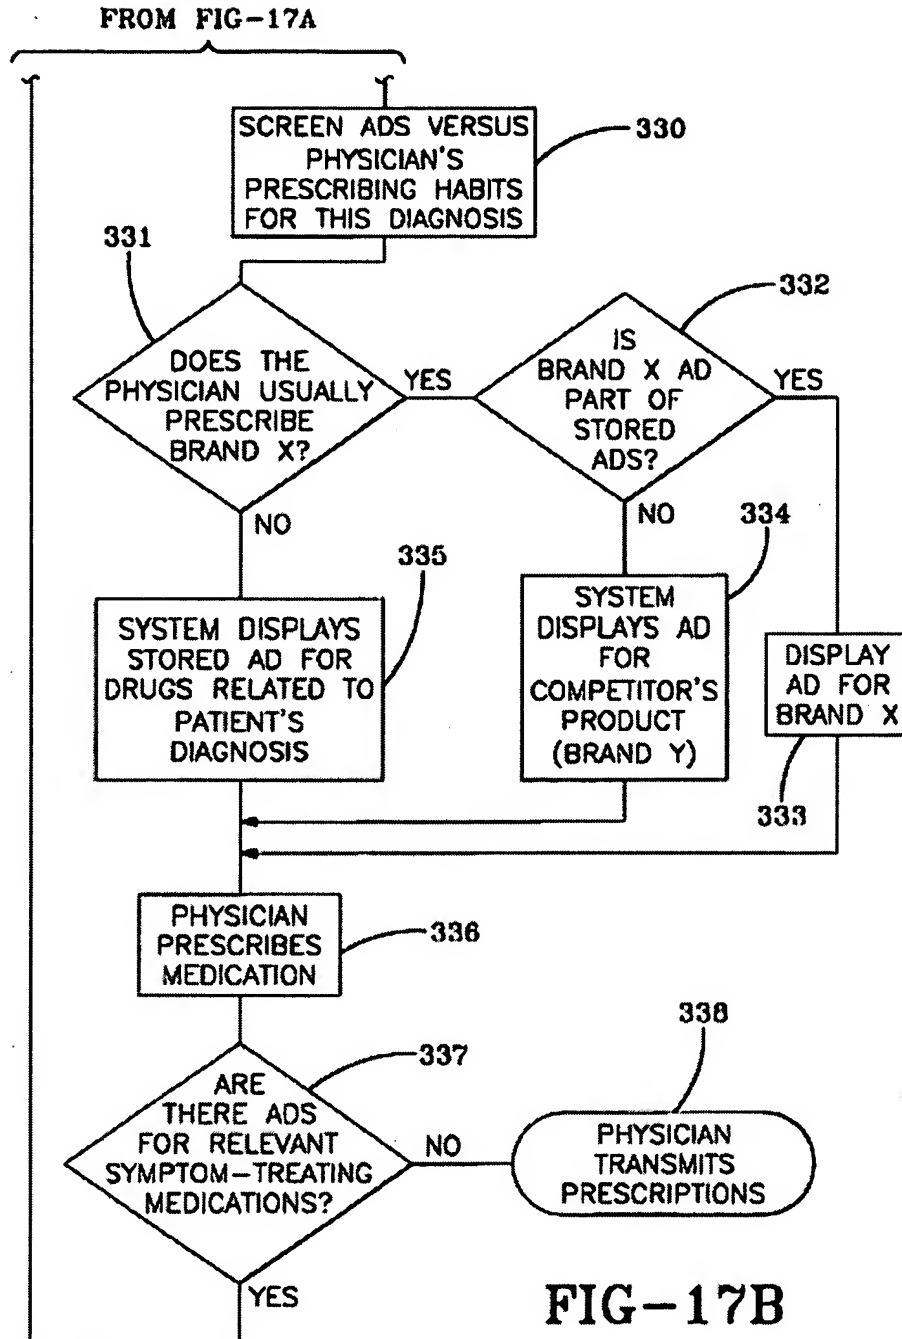 FROM FIG-17A
SCREEN ADS VERSUS
PHYSICIAN'S
PRESCRIBING HABITS
FOR THIS DIAGNOSIS
330
331
DOES THE
PHYSICIAN USUALLY
PRESCRIBE
BRAND X?
YES
NO
332
IS
BRAND X AD
PART OF
STORED
ADS?
YES
NO
335
SYSTEM DISPLAYS
STORED AD FOR
DRUGS RELATED TO
PATIENT'S
DIAGNOSIS
334
SYSTEM
DISPLAYS AD
FOR
COMPETITOR'S
PRODUCT
(BRAND Y)
DISPLAY
AD FOR
BRAND X
333
PHYSICIAN
PRESCRIBES
MEDICATION
336
337
ARE
THERE ADS
FOR RELEVANT
SYMPTOM-TREATING
MEDICATIONS?
NO
YES
338
PHYSICIAN
TRANSMITS
PRESCRIPTIONS
FIG-17B